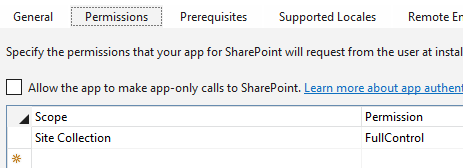 General Permissions Prerequisites Supported Locales Remote En
Specify the permissions that your app for SharePoint will request from the user at instal
Allow the app to make app-only calls to SharePoint. Learn more about app authent
Scope Permission
Site Collection FullControl